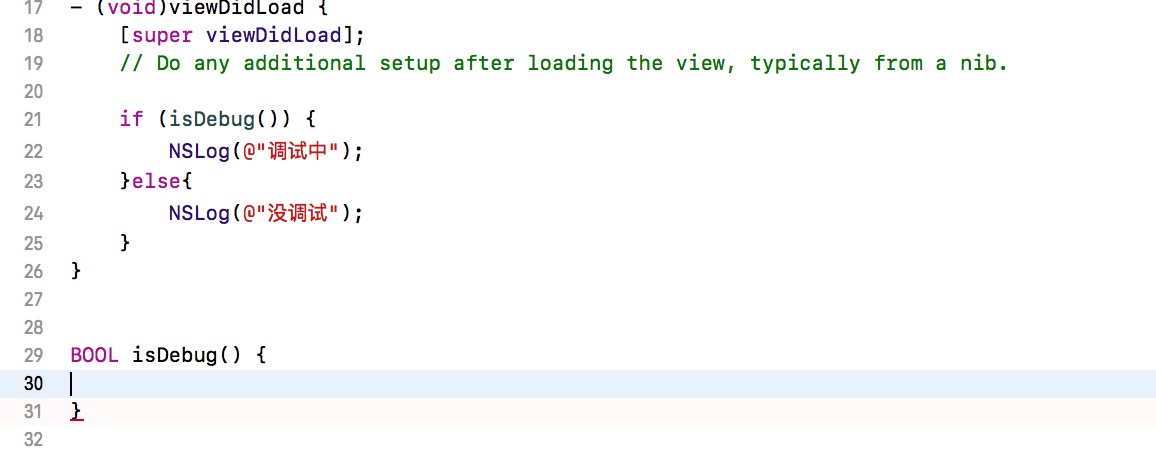 17 - (void)viewDidLoad {
18     [super viewDidLoad];
19     // Do any additional setup after loading the view, typically from a nib.
20
21     if (isDebug()) {
22         NSLog(@"调试中");
23     }else{
24         NSLog(@"没调试");
25     }
26 }
27
28
29 BOOL isDebug() {
30
31 }
32